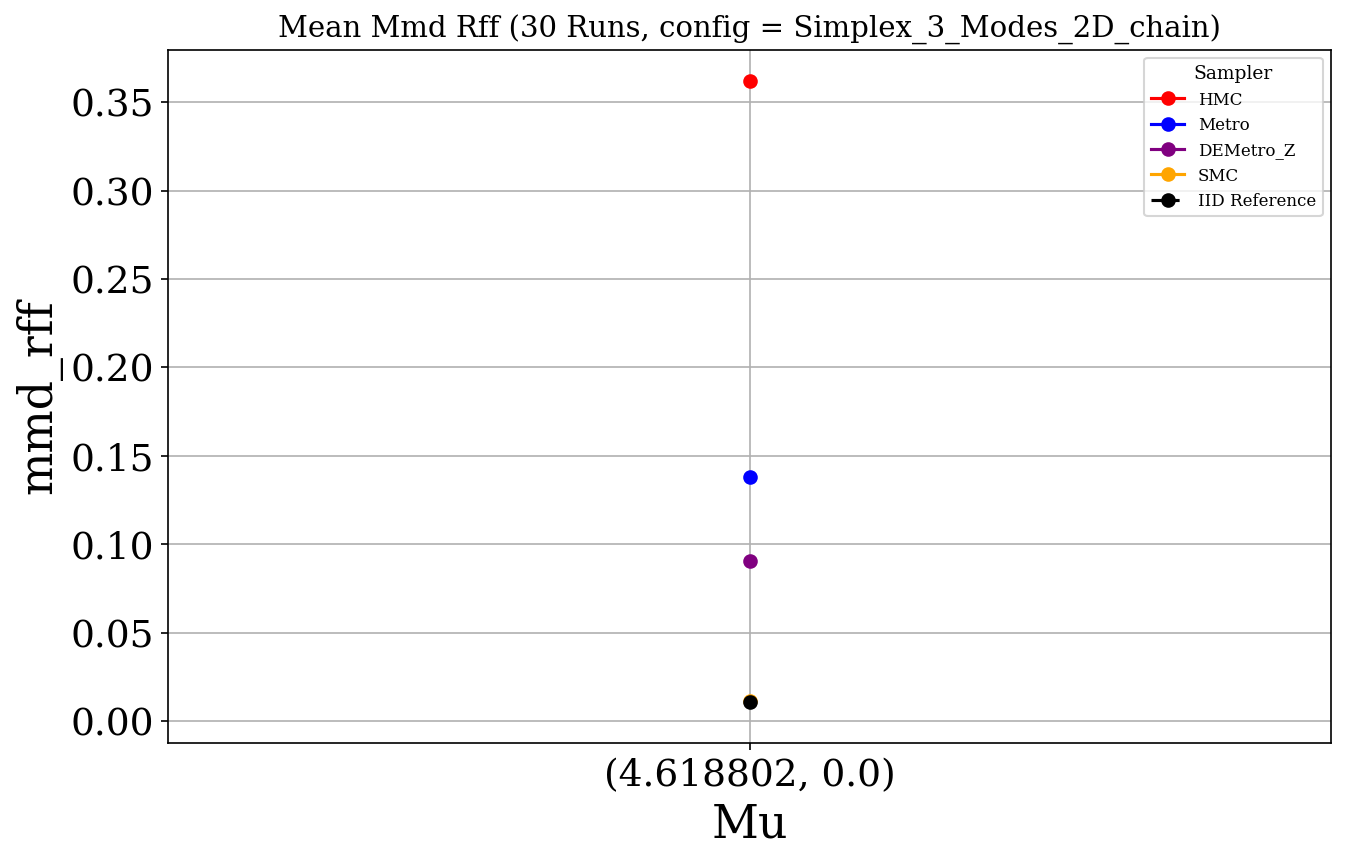 Mean Mmd Rff (30 Runs, config = Simplex_3_Modes_2D_chain)
Sampler
HMC
Metro
DEMetro_Z
SMC
IID Reference
mmd_rff
0.35
0.30
0.25
0.20
0.15
0.10
0.05
0.00
(4.618802, 0.0)
Mu